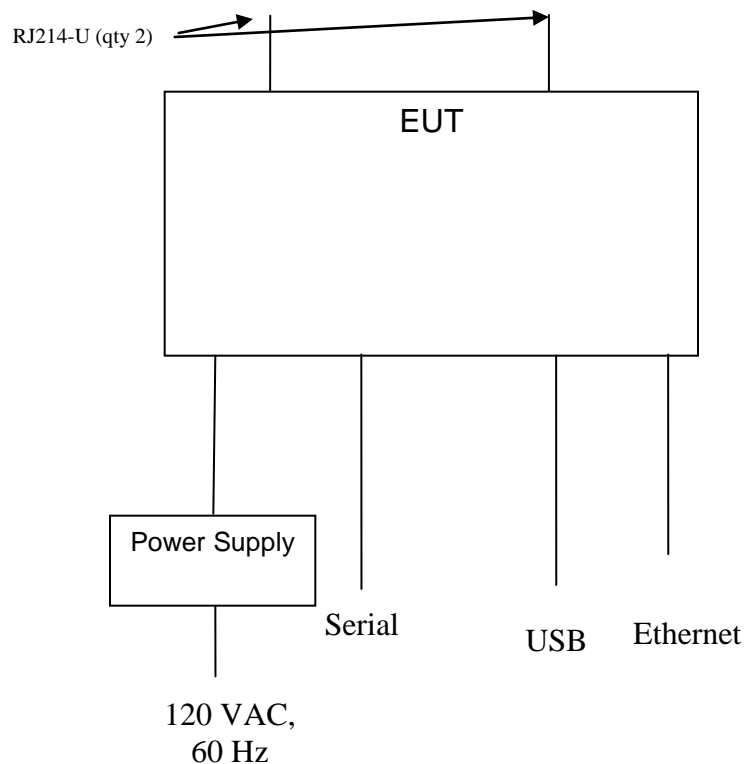 RJ214-U (qty 2)
EUT
Power Supply
Serial
USB
Ethernet
120 VAC,
60 Hz